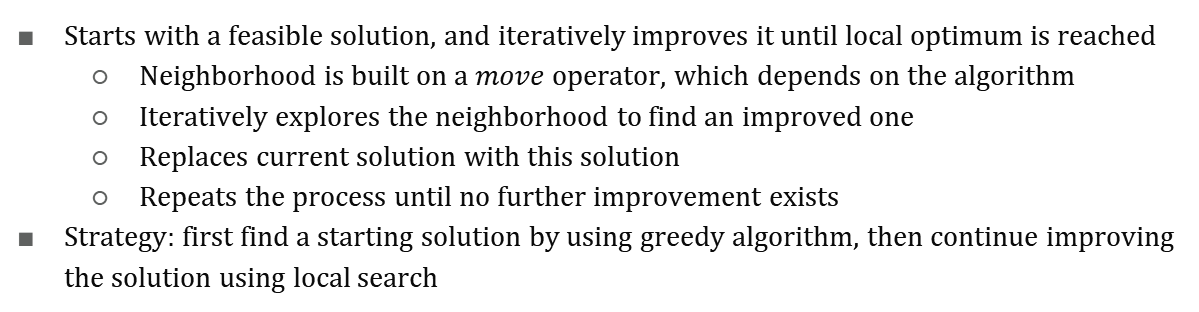 ■ Starts with a feasible solution, and iteratively improves it until local optimum is reached
○ Neighborhood is built on a move operator, which depends on the algorithm
○ Iteratively explores the neighborhood to find an improved one
○ Replaces current solution with this solution
○ Repeats the process until no further improvement exists
■ Strategy: first find a starting solution by using greedy algorithm, then continue improving
the solution using local search